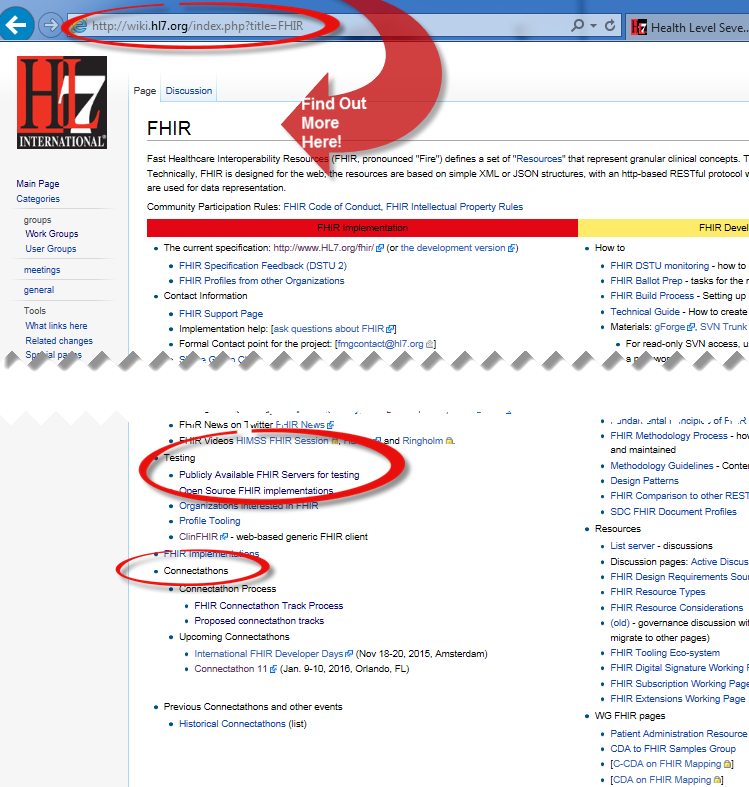 http://wiki.hl7.org/index.php?title=FHIR
Health Level Seve...
HL7
INTERNATIONAL
Page Discussion
Find Out
More
Here!
FHIR
Fast Healthcare Interoperability Resources (FHIR, pronounced "Fire") defines a set of "Resources" that represent granular clinical concepts. T
Technically, FHIR is designed for the web; the resources are based on simple XML or JSON structures, with an http-based RESTful protocol w
are used for data representation.
Community Participation Rules: FHIR Code of Conduct, FHIR Intellectual Property Rules
Main Page
Categories
groups
Work Groups
User Groups
meetings
general
Tools
What links here
Related changes
Special pages
FHIR Implementation
The current specification: http://www.HL7.org/fhir/ (or the development version )
FHIR Specification Feedback (DSTU 2)
FHIR Profiles from other Organizations
Contact Information
FHIR Support Page
Implementation help: [ask questions about FHIR ]
Formal Contact point for the project: [fmgcontact@hl7.org ]
FHIR News on Twitter FHIR News
FHIR Videos HIMSS FHIR Session , and Ringholm .
Testing
Publicly Available FHIR Servers for testing
Open Source FHIR implementations
Organizations interested in FHIR
Profile Tooling
ClinFHIR - web-based generic FHIR client
FHIR Implementations
Connectathons
Connectathon Process
FHIR Connectathon Track Process
Proposed connectathon tracks
Upcoming Connectathons
International FHIR Developer Days (Nov 18-20, 2015, Amsterdam)
Connectathon 11 (Jan. 9-10, 2016, Orlando, FL)
Previous Connectathons and other events
Historical Connectathons (list)
FHIR Devel
How to
FHIR DSTU monitoring - how to
FHIR Ballot Prep - tasks for the
FHIR Build Process - Setting up
Technical Guide - How to create
Materials: gForge , SVN Trunk
For read-only SVN access, u
FHIR Methodology Process - how
and maintained
Methodology Guidelines - Conte
Design Patterns
FHIR Comparison to other REST
SDC FHIR Document Profiles
Resources
List server - discussions
Discussion pages: Active Discus
FHIR Design Requirements Sou
FHIR Resource Types
FHIR Resource Considerations
(old) - governance discussion wi
migrate to other pages)
FHIR Tooling Eco-system
FHIR Digital Signature Working
FHIR Subscription Working Page
FHIR Extensions Working Page
WG FHIR pages
Patient Administration Resource
CDA to FHIR Samples Group
[C-CDA on FHIR Mapping ]
[CDA on FHIR Mapping ]